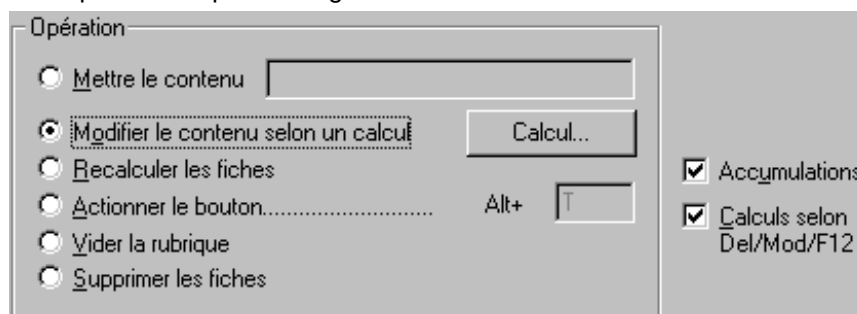 Opération
Mettre le contenu
Modifier le contenu selon un calcul
Calcul...
Recalculer les fiches
Actionner le bouton............................ Alt+ T
Vider la rubrique
Supprimer les fiches
Accumulations
Calculs selon
Del/Mod/F12